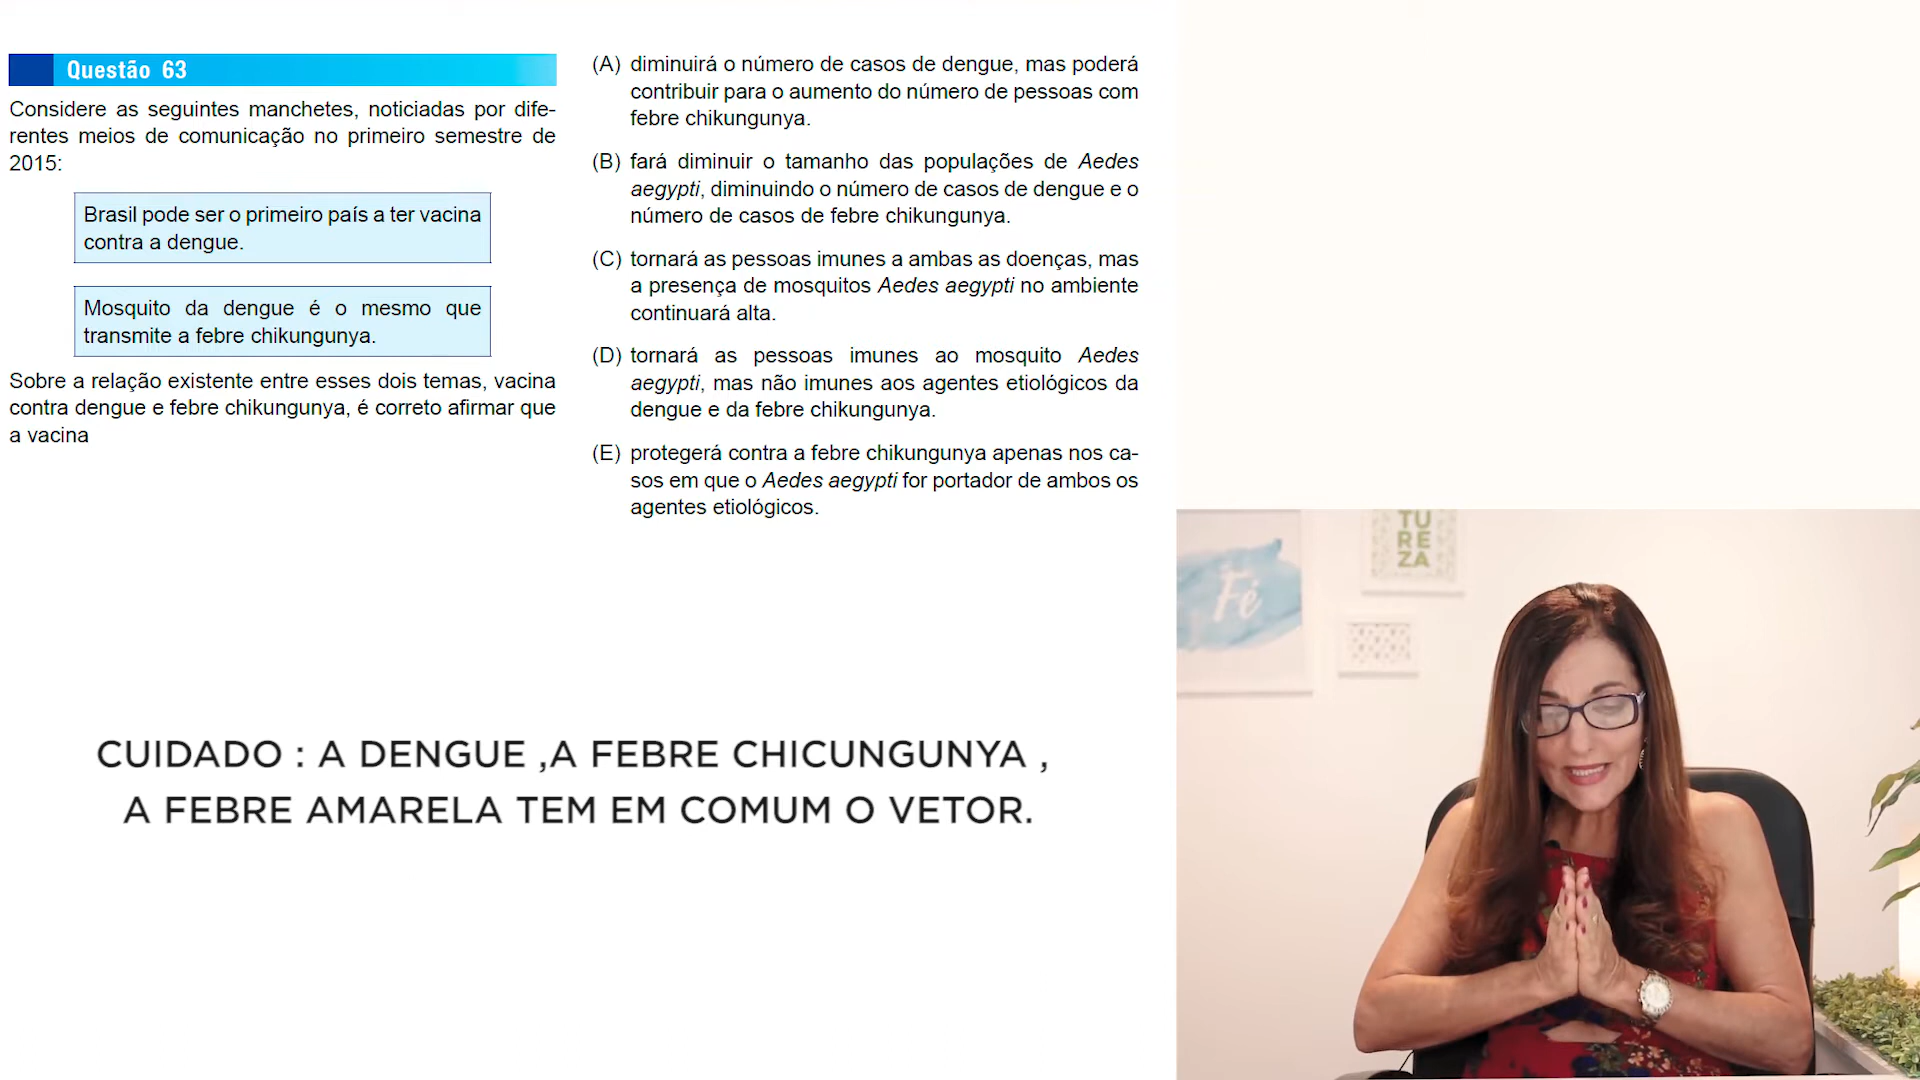 Questão 63
Considere as seguintes manchetes, noticiadas por dife-
rentes meios de comunicação no primeiro semestre de
2015:
Brasil pode ser o primeiro país a ter vacina
contra a dengue.
Mosquito da dengue é o mesmo que
transmite a febre chikungunya.
Sobre a relação existente entre esses dois temas, vacina
contra dengue e febre chikungunya, é correto afirmar que
a vacina
(A) diminuirá o número de casos de dengue, mas poderá
contribuir para o aumento do número de pessoas com
febre chikungunya.
(B) fará diminuir o tamanho das populações de Aedes
aegypti, diminuindo o número de casos de dengue e o
número de casos de febre chikungunya.
(C) tornará as pessoas imunes a ambas as doenças, mas
a presença de mosquitos Aedes aegypti no ambiente
continuará alta.
(D) tornará as pessoas imunes ao mosquito Aedes
aegypti, mas não imunes aos agentes etiológicos da
dengue e da febre chikungunya.
(E) protegerá contra a febre chikungunya apenas nos ca-
sos em que o Aedes aegypti for portador de ambos os
agentes etiológicos.
CUIDADO : A DENGUE ,A FEBRE CHICUNGUNYA ,
A FEBRE AMARELA TEM EM COMUM O VETOR.
Fé
TU
RE
ZA